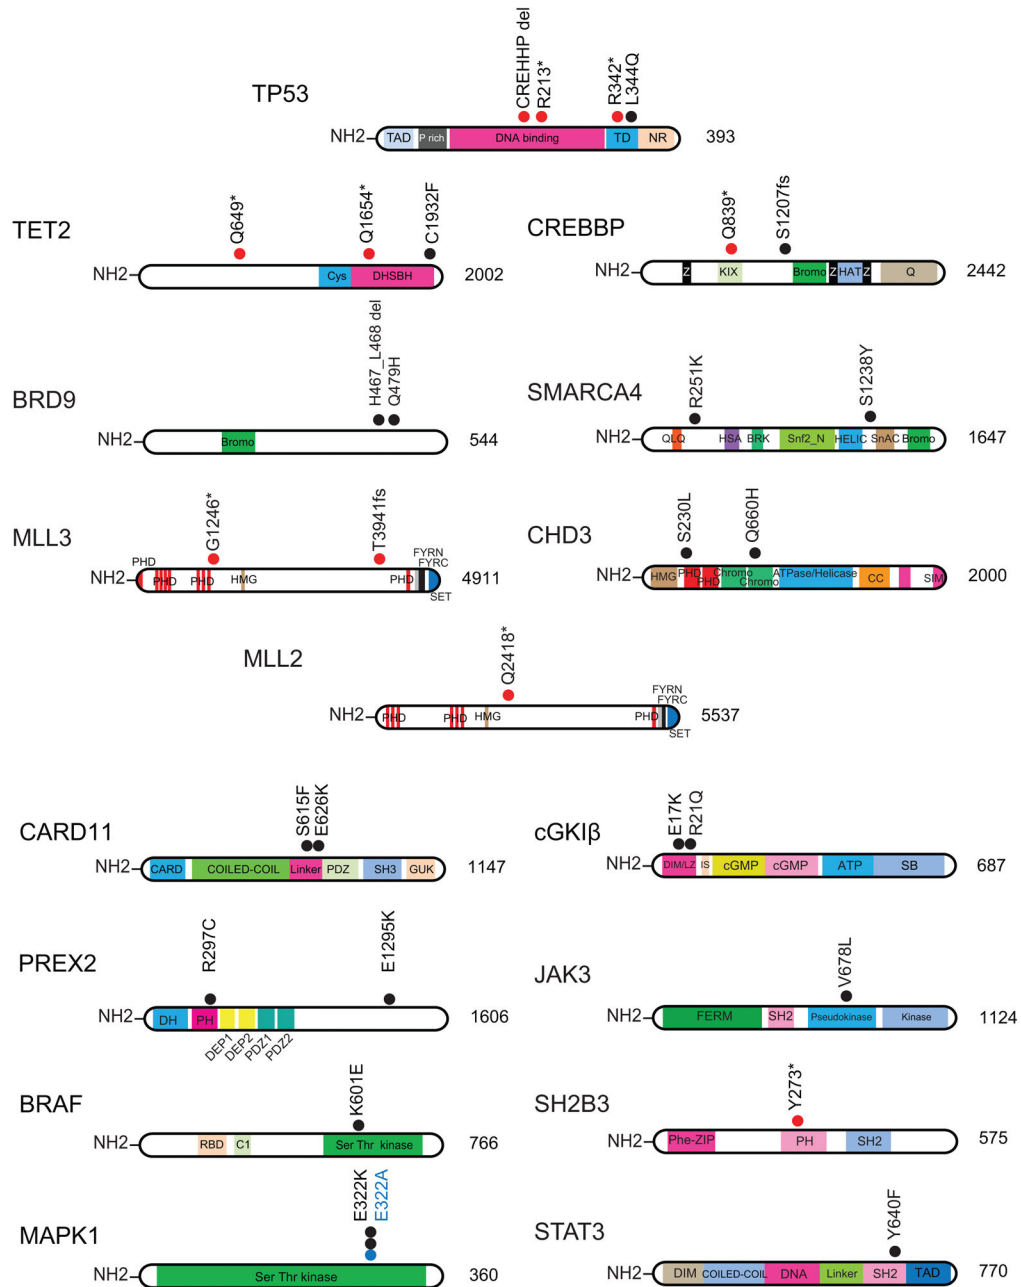 TP53
CREHHP del
R213*
R342*
L344Q
NH2
TAD
P rich
DNA binding
TD
NR
393
TET2
Q649*
Q1654*
C1932F
NH2
Cys
DHSBH
2002
CREBBP
Q839*
S1207fs
NH2
Z
KIX
Bromo
Z
HAT
Z
Q
2442
BRD9
H467_L468 del
Q479H
NH2
Bromo
544
SMARCA4
R251K
S1238Y
NH2
QLQ
HSA
BRK
Snf2_N
HELIC
SnAC
Bromo
1647
MLL3
G1246*
T3941fs
NH2
PHD
PHD
PHD
HMG
PHD
FYRN
FYRC
SET
4911
CHD3
S230L
Q660H
NH2
HMG
PHD
PHD
Chromo
Chromo
ATPase/Helicase
CC
SIM
2000
MLL2
Q2418*
NH2
PHD
PHD
HMG
PHD
FYRN
FYRC
SET
5537
CARD11
S615F
E626K
NH2
CARD
COILED-COIL
Linker
PDZ
SH3
GUK
1147
cGKIβ
E17K
R21Q
NH2
DIM/LZ
IS
cGMP
cGMP
ATP
SB
687
PREX2
R297C
E1295K
NH2
DH
PH
DEP1
DEP2
PDZ1
PDZ2
1606
JAK3
V678L
NH2
FERM
SH2
Pseudokinase
Kinase
1124
BRAF
K601E
NH2
RBD
C1
Ser Thr kinase
766
SH2B3
Y273*
NH2
Phe-ZIP
PH
SH2
575
MAPK1
E322K
E322A
NH2
Ser Thr kinase
360
STAT3
Y640F
NH2
DIM
COILED-COIL
DNA
Linker
SH2
TAD
770